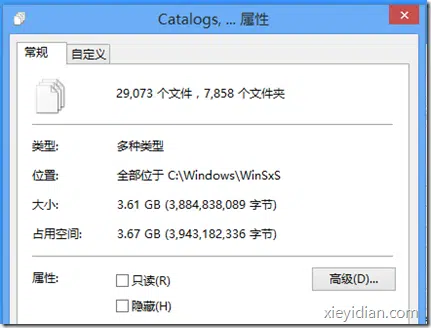 Catalogs, ... 属性
常规 自定义
29,073 个文件，7,858 个文件夹
类型: 多种类型
位置: 全部位于 C:\Windows\WinSxS
大小: 3.61 GB (3,884,838,089 字节)
占用空间: 3.67 GB (3,943,182,336 字节)
属性: 只读(R) 高级(D)...
隐藏(H)
xieyidian.com